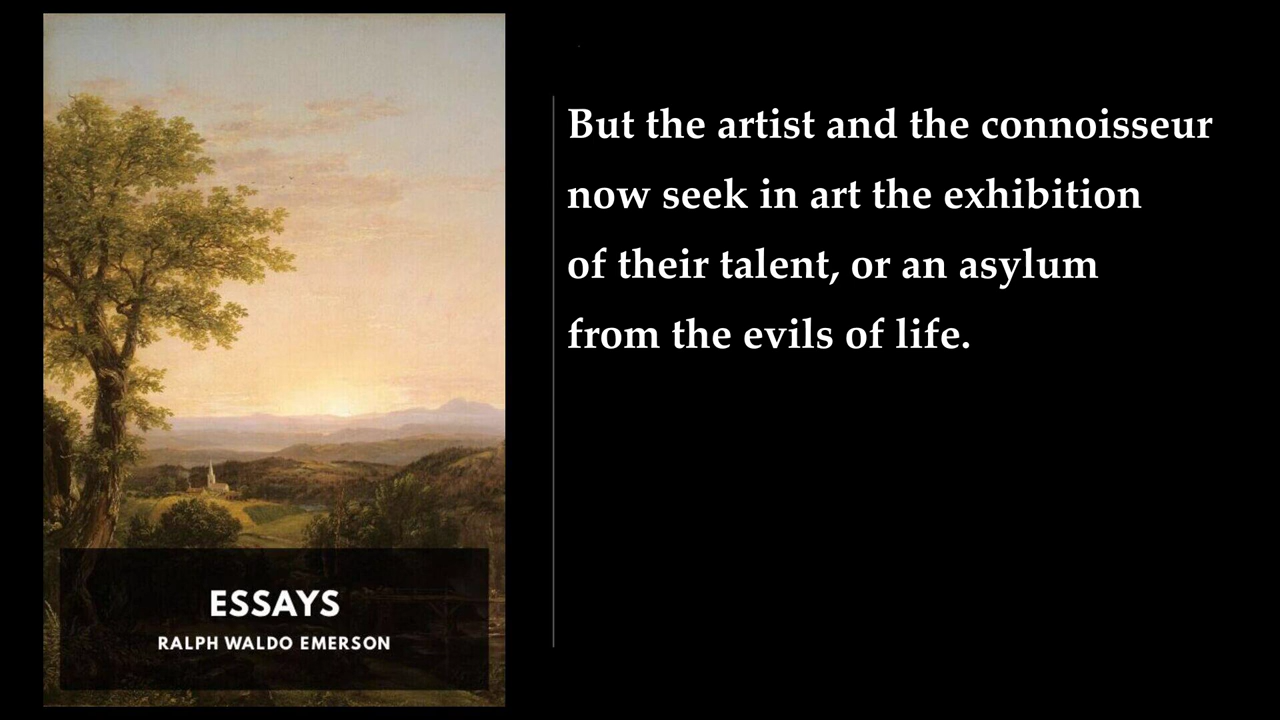 ESSAYS
RALPH WALDO EMERSON
But the artist and the connoisseur
now seek in art the exhibition
of their talent, or an asylum
from the evils of life.